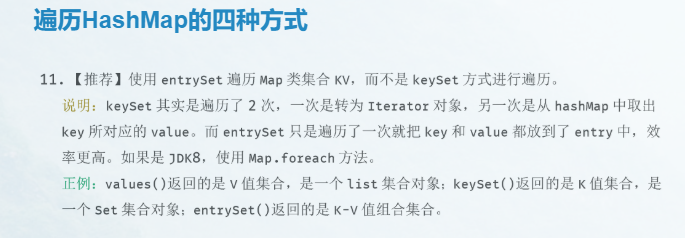 遍历HashMap的四种方式
11.【推荐】使用 entrySet 遍历 Map 类集合 KV，而不是 keySet 方式进行遍历。
说明：keySet 其实是遍历了 2 次，一次是转为 Iterator 对象，另一次是从 hashMap 中取出
key 所对应的 value。而 entrySet 只是遍历了一次就把 key 和 value 都放到了 entry 中，效
率更高。如果是 JDK8，使用 Map.foreach 方法。
正例：values()返回的是 V 值集合，是一个 list 集合对象；keySet()返回的是 K 值集合，是
一个 Set 集合对象；entrySet()返回的是 K-V 值组合集合。